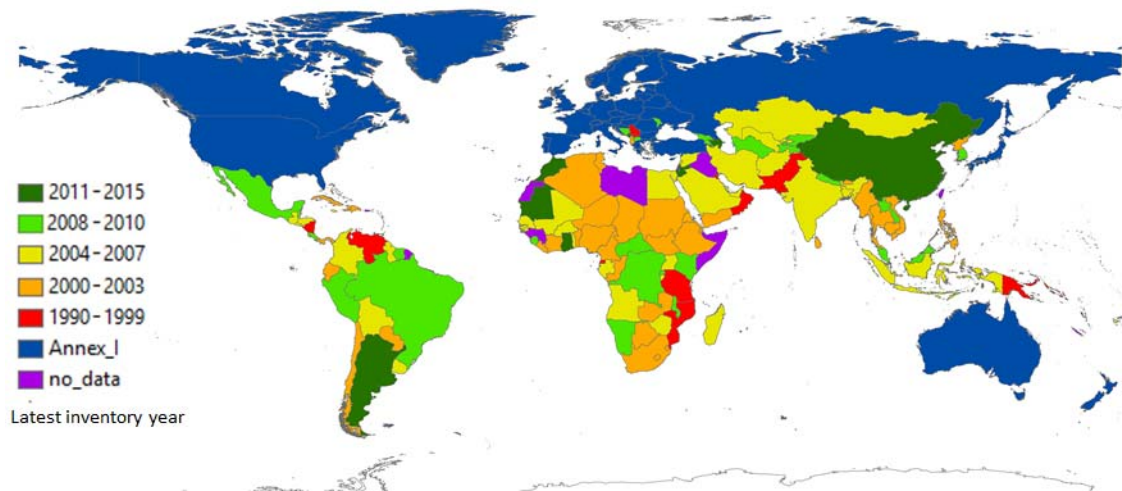 2011-2015
2008-2010
2004-2007
2000-2003
1990-1999
Annex_I
no_data
Latest inventory year